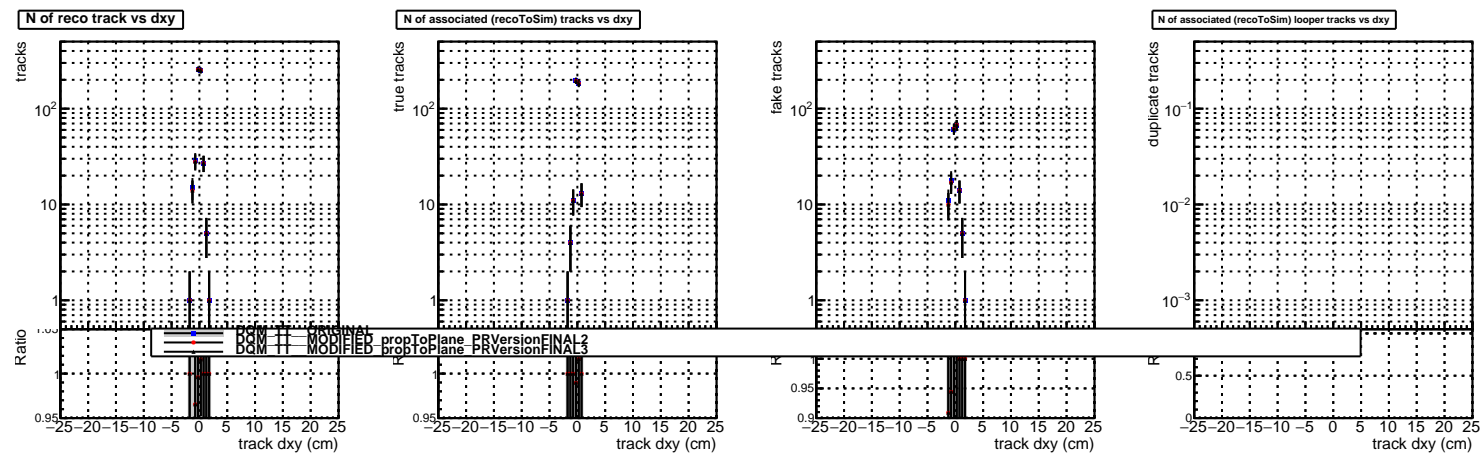 N of reco track vs dxy
N of associated (recoToSim) tracks vs dxy
N of associated (recoToSim) looper tracks vs dxy
tracks
10²
10
1
Ratio
1
0.95
−25−20−15−10 −5 0 5 10 15 20 25
track dxy (cm)
true tracks
10²
10
1
1
0.95
−25−20−15−10 −5 0 5 10 15 20 25
track dxy (cm)
fake tracks
10²
10
1
0.95
0.9
−25−20−15−10 −5 0 5 10 15 20 25
track dxy (cm)
duplicate tracks
10⁻¹
10⁻²
10⁻³
0.5
0
−25−20−15−10 −5 0 5 10 15 20 25
track dxy (cm)
DQM_TT__ORIGINAL
DQM_TT__MODIFIED_propToPlane_PRVersionFINAL2
DQM_TT__MODIFIED_propToPlane_PRVersionFINAL3